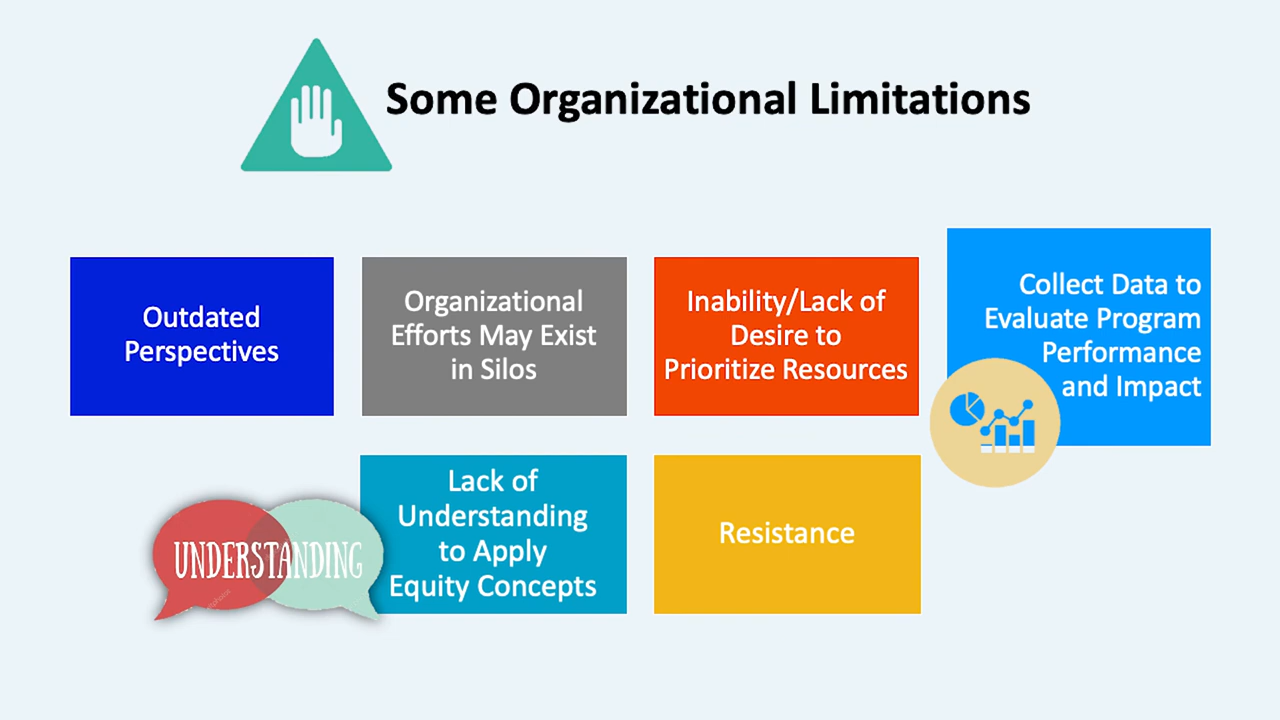 Some Organizational Limitations
Outdated
Perspectives
Organizational
Efforts May Exist
in Silos
Inability/Lack of
Desire to
Prioritize Resources
Collect Data to
Evaluate Program
Performance
and Impact
UNDERSTANDING
Lack of
Understanding
to Apply
Equity Concepts
Resistance